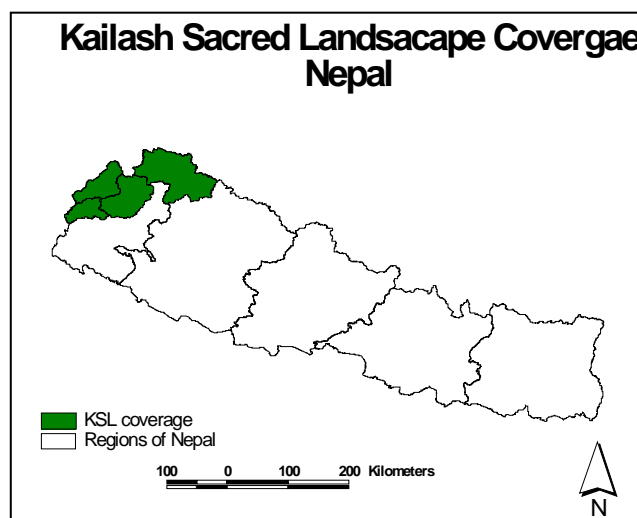 Kailash Sacred Landsacape Covergae
Nepal
KSL coverage
Regions of Nepal
100 0 100 200 Kilometers
N